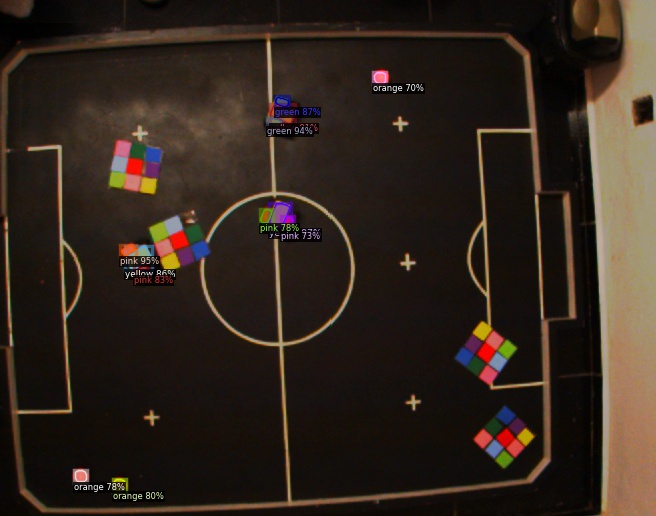 orange 70%
green 87%
green 94%
pink 78%
pink 73%
pink 95%
yellow 86%
pink 83%
orange 78%
orange 80%